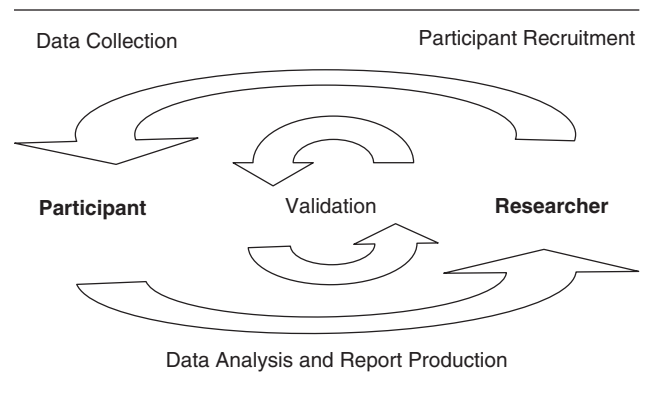 Data Collection
Participant Recruitment
Participant
Validation
Researcher
Data Analysis and Report Production